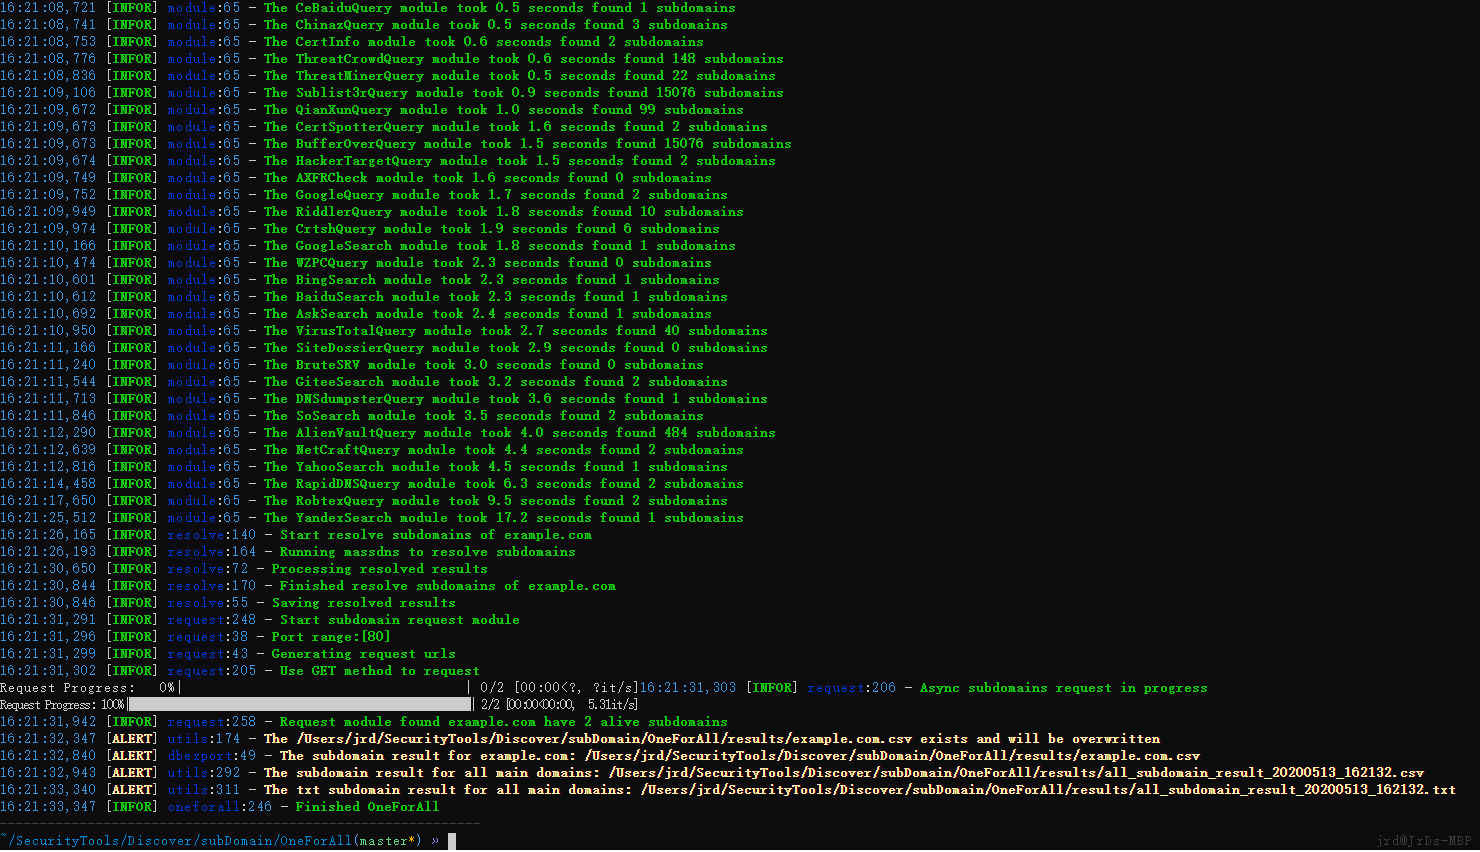 16:21:08,721 [INFOR] module:65 - The CeBaiduQuery module took 0.5 seconds found 1 subdomains
16:21:08,741 [INFOR] module:65 - The ChinazQuery module took 0.5 seconds found 3 subdomains
16:21:08,753 [INFOR] module:65 - The CertInfo module took 0.6 seconds found 2 subdomains
16:21:08,776 [INFOR] module:65 - The ThreatCrowdQuery module took 0.6 seconds found 148 subdomains
16:21:08,836 [INFOR] module:65 - The ThreatMinerQuery module took 0.5 seconds found 22 subdomains
16:21:09,106 [INFOR] module:65 - The Sublist3rQuery module took 0.9 seconds found 15076 subdomains
16:21:09,672 [INFOR] module:65 - The QianXunQuery module took 1.0 seconds found 99 subdomains
16:21:09,673 [INFOR] module:65 - The CertSpotterQuery module took 1.6 seconds found 2 subdomains
16:21:09,673 [INFOR] module:65 - The BufferOverQuery module took 1.5 seconds found 15076 subdomains
16:21:09,674 [INFOR] module:65 - The HackerTargetQuery module took 1.5 seconds found 2 subdomains
16:21:09,749 [INFOR] module:65 - The AXFRCheck module took 1.6 seconds found 0 subdomains
16:21:09,752 [INFOR] module:65 - The GoogleQuery module took 1.7 seconds found 2 subdomains
16:21:09,949 [INFOR] module:65 - The RiddlerQuery module took 1.8 seconds found 10 subdomains
16:21:09,974 [INFOR] module:65 - The CrtshQuery module took 1.9 seconds found 6 subdomains
16:21:10,166 [INFOR] module:65 - The GoogleSearch module took 1.8 seconds found 1 subdomains
16:21:10,474 [INFOR] module:65 - The WZPCQuery module took 2.3 seconds found 0 subdomains
16:21:10,601 [INFOR] module:65 - The BingSearch module took 2.3 seconds found 1 subdomains
16:21:10,612 [INFOR] module:65 - The BaiduSearch module took 2.3 seconds found 1 subdomains
16:21:10,692 [INFOR] module:65 - The AskSearch module took 2.4 seconds found 1 subdomains
16:21:10,950 [INFOR] module:65 - The VirusTotalQuery module took 2.7 seconds found 40 subdomains
16:21:11,166 [INFOR] module:65 - The SiteDossierQuery module took 2.9 seconds found 0 subdomains
16:21:11,240 [INFOR] module:65 - The BruteSRV module took 3.0 seconds found 0 subdomains
16:21:11,544 [INFOR] module:65 - The GiteeSearch module took 3.2 seconds found 2 subdomains
16:21:11,713 [INFOR] module:65 - The DNSdumpsterQuery module took 3.6 seconds found 1 subdomains
16:21:11,846 [INFOR] module:65 - The SoSearch module took 3.5 seconds found 2 subdomains
16:21:12,290 [INFOR] module:65 - The AlienVaultQuery module took 4.0 seconds found 484 subdomains
16:21:12,639 [INFOR] module:65 - The NetCraftQuery module took 4.4 seconds found 2 subdomains
16:21:12,816 [INFOR] module:65 - The YahooSearch module took 4.5 seconds found 1 subdomains
16:21:14,458 [INFOR] module:65 - The RapidDNSQuery module took 6.3 seconds found 2 subdomains
16:21:17,650 [INFOR] module:65 - The RobtexQuery module took 9.5 seconds found 2 subdomains
16:21:25,512 [INFOR] module:65 - The YandexSearch module took 17.2 seconds found 1 subdomains
16:21:26,165 [INFOR] resolve:140 - Start resolve subdomains of example.com
16:21:26,193 [INFOR] resolve:164 - Running massdns to resolve subdomains
16:21:30,650 [INFOR] resolve:72 - Processing resolved results
16:21:30,844 [INFOR] resolve:170 - Finished resolve subdomains of example.com
16:21:30,846 [INFOR] resolve:55 - Saving resolved results
16:21:31,291 [INFOR] request:248 - Start subdomain request module
16:21:31,296 [INFOR] request:38 - Port range:[80]
16:21:31,299 [INFOR] request:43 - Generating request urls
16:21:31,302 [INFOR] request:205 - Use GET method to request
Request Progress:   0%|                                    | 0/2 [00:00<?, ?it/s]16:21:31,303 [INFOR] request:206 - Async subdomains request in progress
Request Progress: 100%|████████████████████████████████████| 2/2 [00:00<00:00,  5.31it/s]
16:21:31,942 [INFOR] request:258 - Request module found example.com have 2 alive subdomains
16:21:32,347 [ALERT] utils:174 - The /Users/jrd/SecurityTools/Discover/subDomain/OneForAll/results/example.com.csv exists and will be overwritten
16:21:32,840 [ALERT] dbexport:49 - The subdomain result for example.com: /Users/jrd/SecurityTools/Discover/subDomain/OneForAll/results/example.com.csv
16:21:32,943 [ALERT] utils:292 - The subdomain result for all main domains: /Users/jrd/SecurityTools/Discover/subDomain/OneForAll/results/all_subdomain_result_20200513_162132.csv
16:21:33,340 [ALERT] utils:311 - The txt subdomain result for all main domains: /Users/jrd/SecurityTools/Discover/subDomain/OneForAll/results/all_subdomain_result_20200513_162132.txt
16:21:33,347 [INFOR] oneforall:246 - Finished OneForAll
~/SecurityTools/Discover/subDomain/OneForAll(master*) » jrd@JrDs-MBP